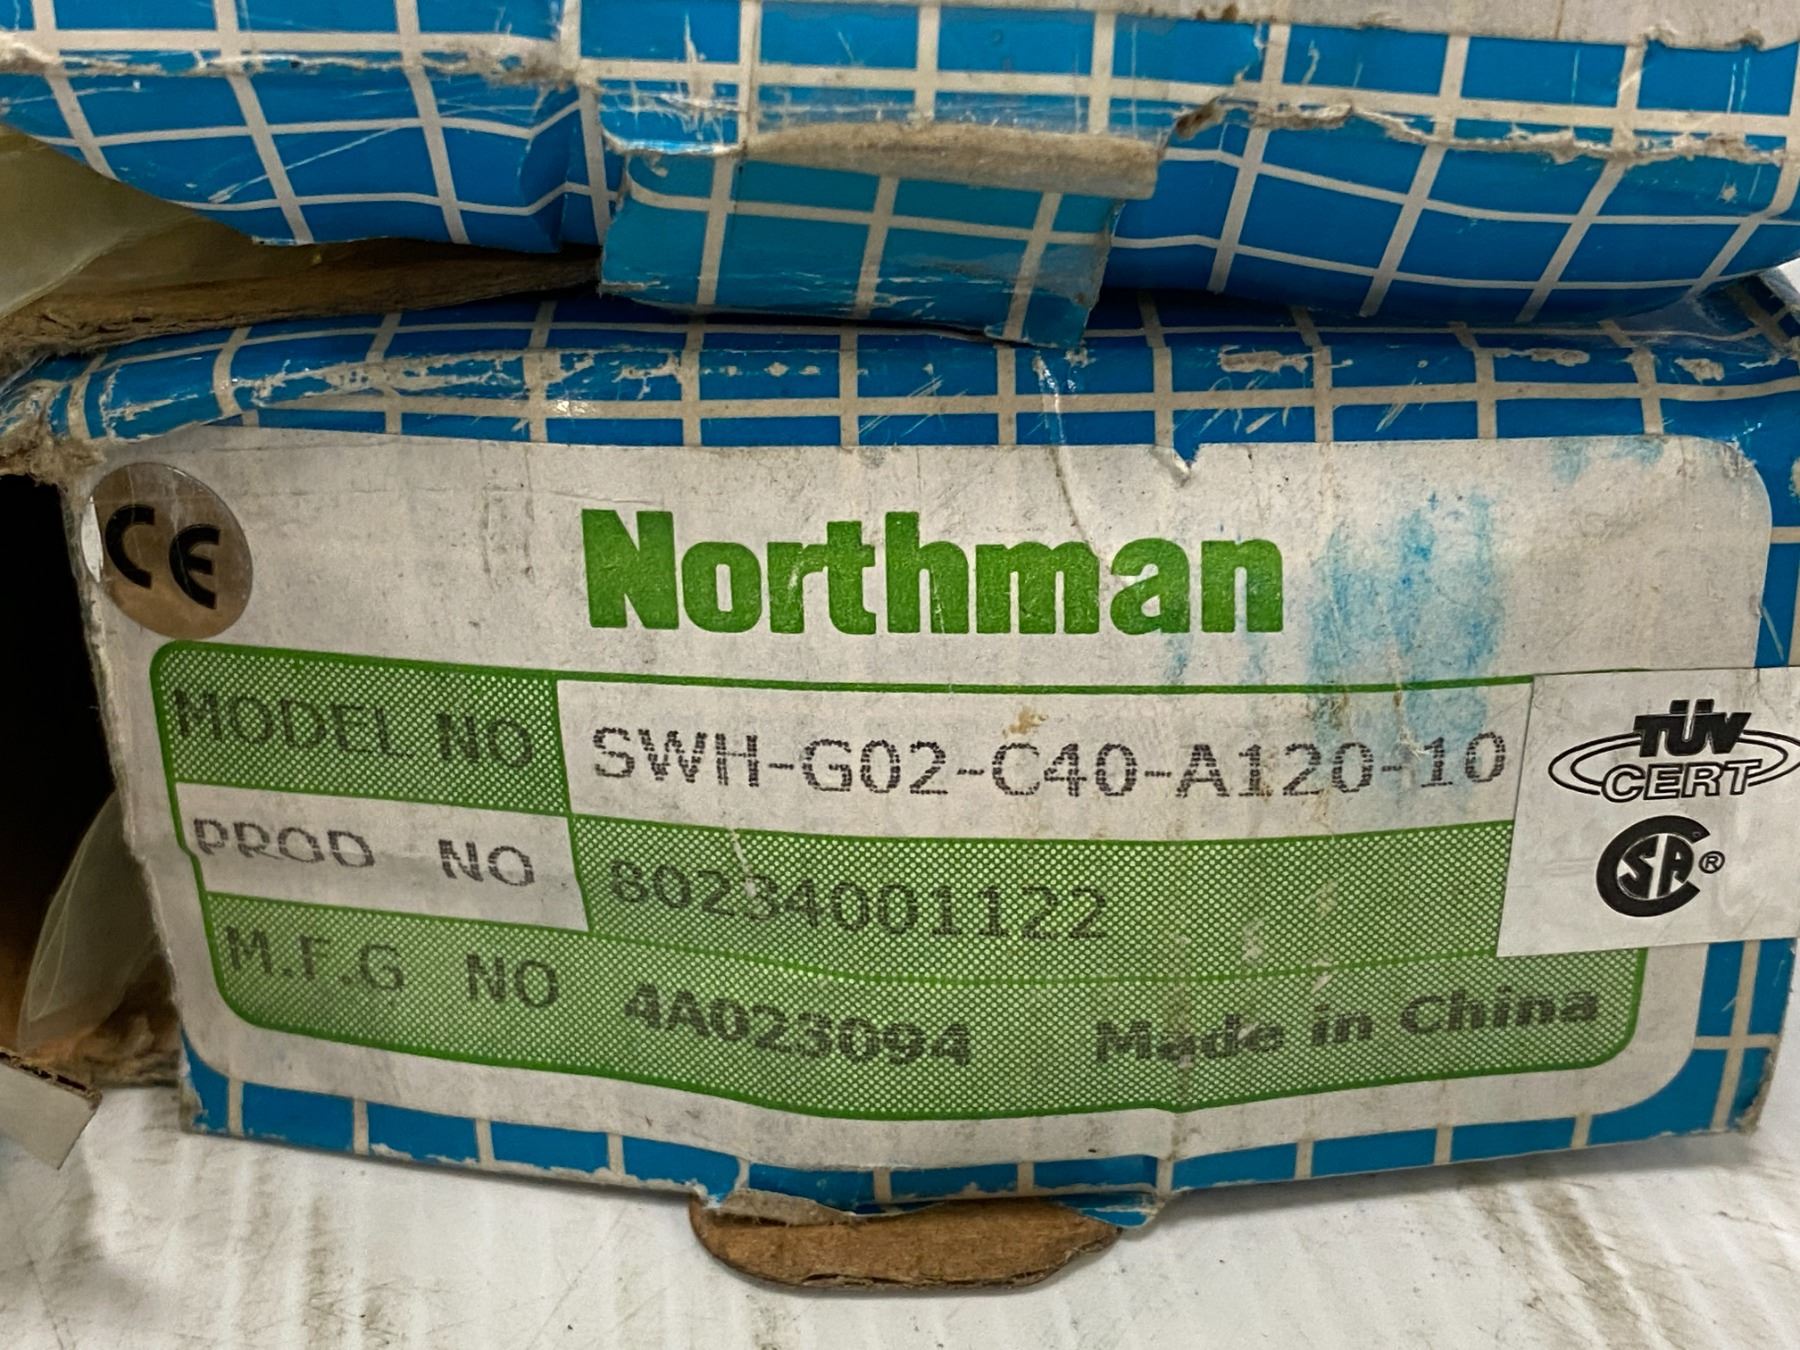 CE
Northman
MODEL NO SWH-G02-C40-A120-10
PROD NO 80234001122
M.F.G NO 4A023094 Made in China
TÜV
CERT
CSA ®